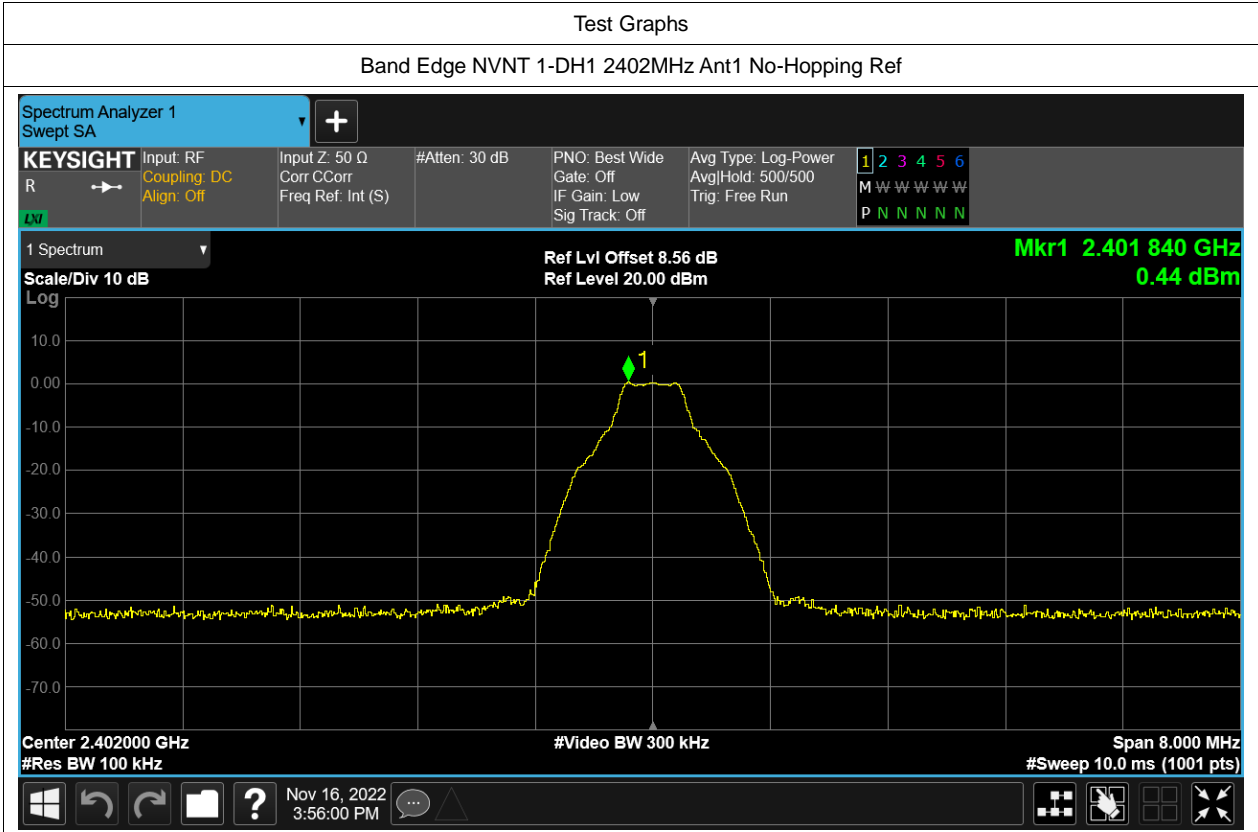 Test Graphs
Band Edge NVNT 1-DH1 2402MHz Ant1 No-Hopping Ref
Spectrum Analyzer 1
Swept SA
KEYSIGHT
R
LXI
Input: RF
Coupling: DC
Align: Off
Input Z: 50 Ω
Corr CCorr
Freq Ref: Int (S)
#Atten: 30 dB
PNO: Best Wide
Gate: Off
IF Gain: Low
Sig Track: Off
Avg Type: Log-Power
Avg|Hold: 500/500
Trig: Free Run
1 2 3 4 5 6
M W W W W W
P N N N N N
1 Spectrum
Scale/Div 10 dB
Log
Ref Lvl Offset 8.56 dB
Ref Level 20.00 dBm
Mkr1 2.401 840 GHz
0.44 dBm
1
10.0
0.00
-10.0
-20.0
-30.0
-40.0
-50.0
-60.0
-70.0
Center 2.402000 GHz
#Res BW 100 kHz
#Video BW 300 kHz
Span 8.000 MHz
#Sweep 10.0 ms (1001 pts)
?
Nov 16, 2022
3:56:00 PM